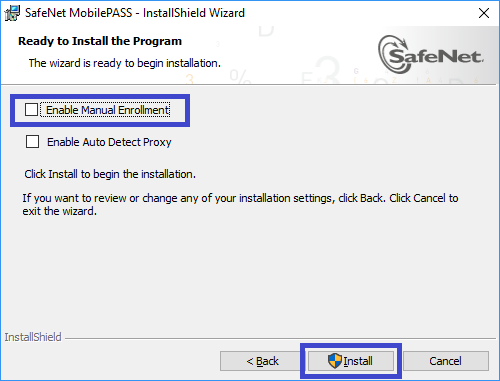 SafeNet MobilePASS - InstallShield Wizard
Ready to Install the Program
The wizard is ready to begin installation.
SafeNet.
Enable Manual Enrollment
Enable Auto Detect Proxy
Click Install to begin the installation.
If you want to review or change any of your installation settings, click Back. Click Cancel to
exit the wizard.
InstallShield
< Back
Install
Cancel